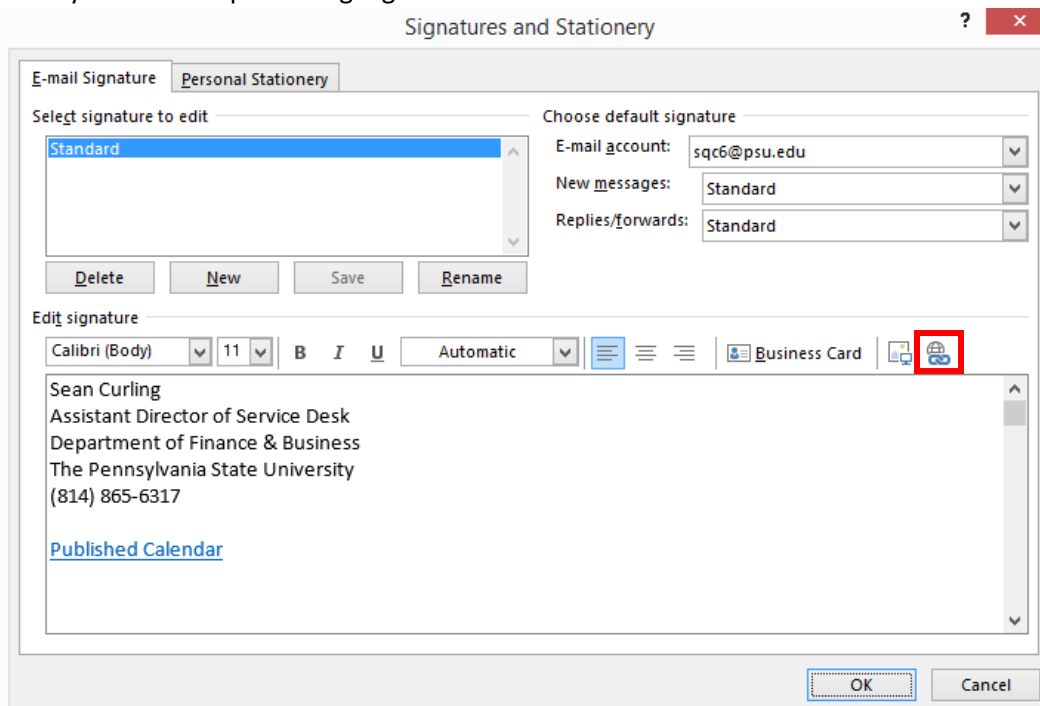 Signatures and Stationery ? ×
E-mail Signature Personal Stationery
Select signature to edit
Choose default signature
Standard
E-mail account: sqc6@psu.edu
New messages: Standard
Replies/forwards: Standard
Delete New Save Rename
Edit signature
Calibri (Body) 11 B I U Automatic Business Card
Sean Curling
Assistant Director of Service Desk
Department of Finance & Business
The Pennsylvania State University
(814) 865-6317
Published Calendar
OK Cancel